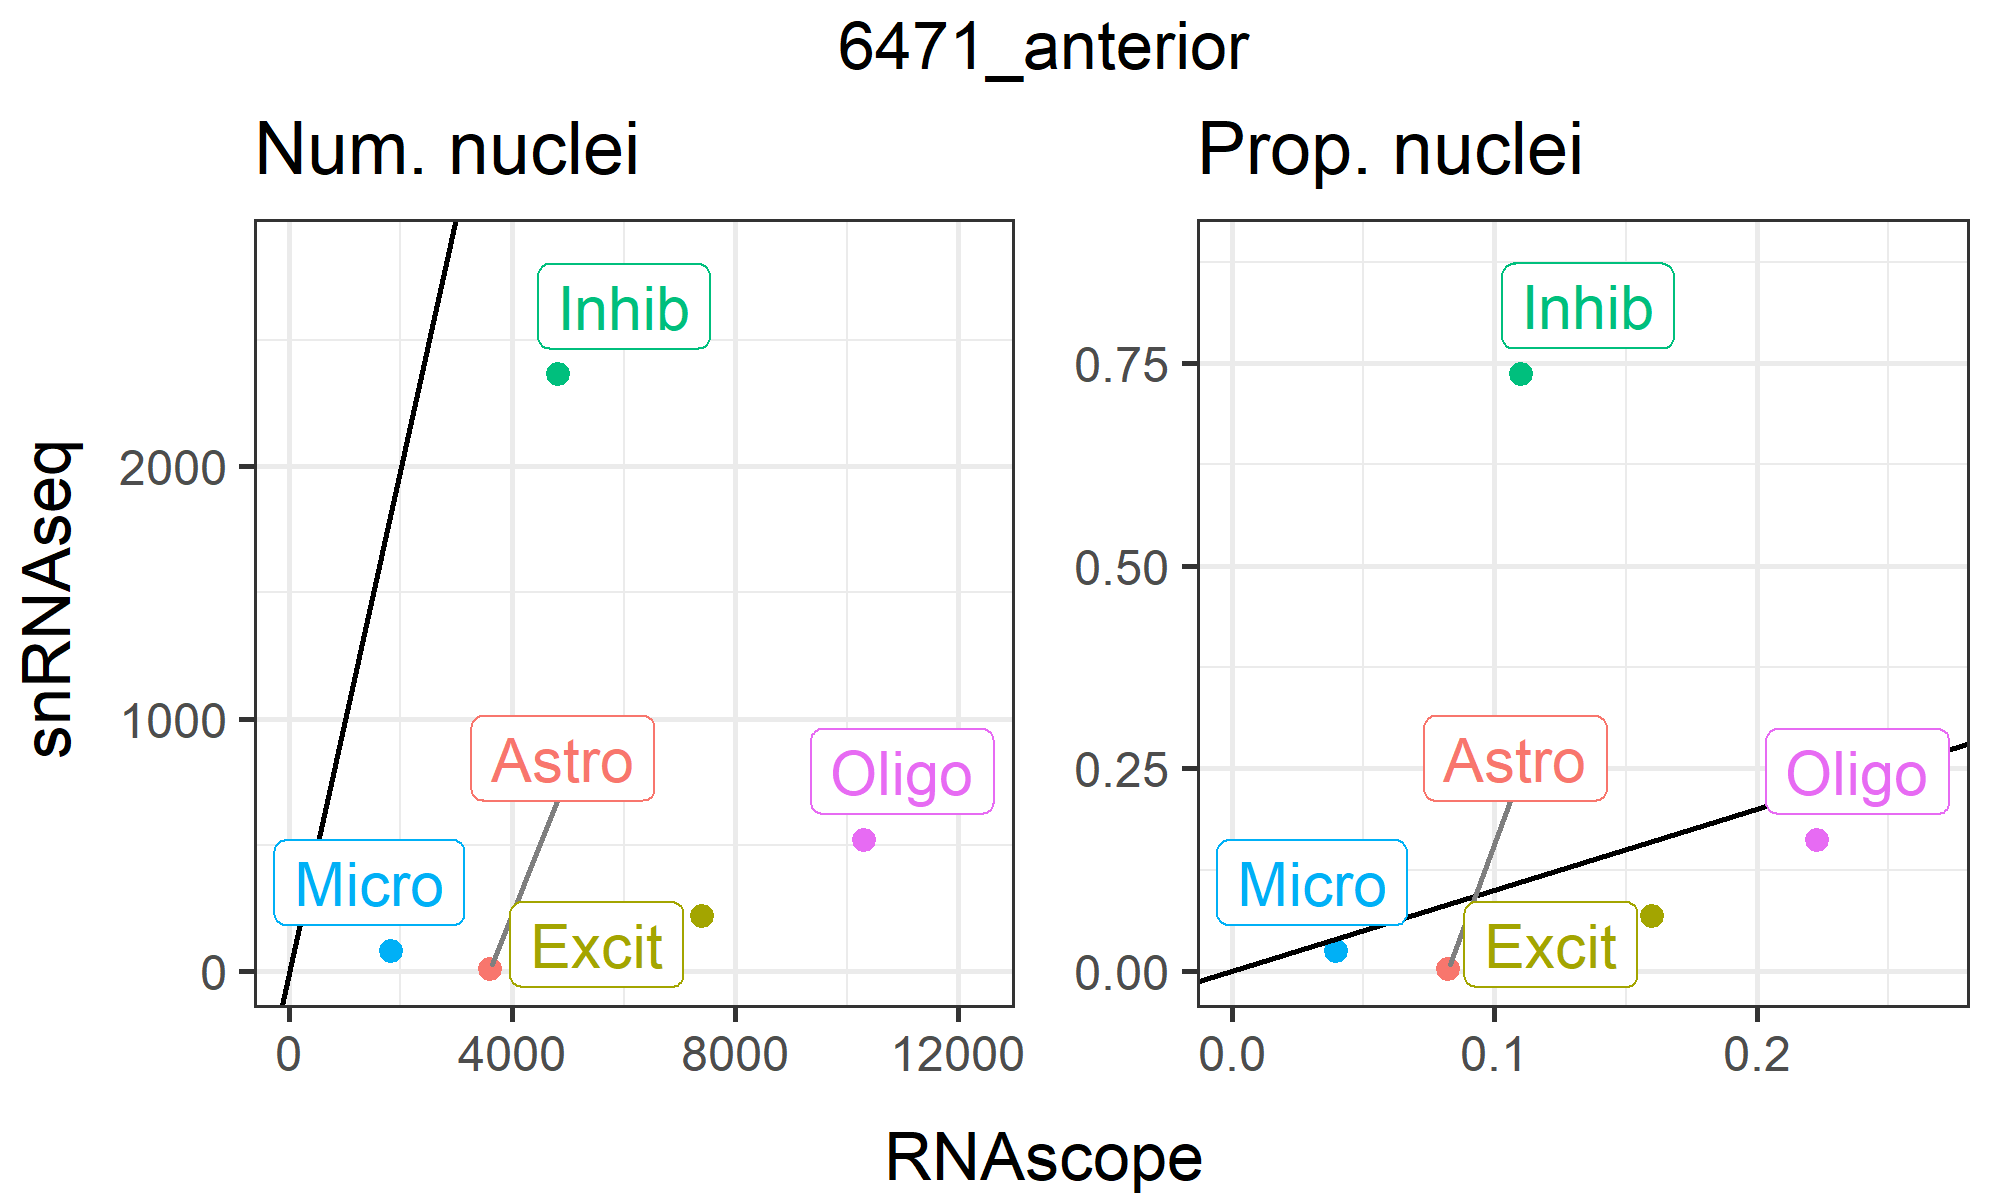 6471_anterior
Num. nuclei
Prop. nuclei
snRNAseq
2000
1000
0
Inhib
Astro
Oligo
Micro
Excit
0 4000 8000 12000
0.75
0.50
0.25
0.00
Inhib
Astro
Oligo
Micro
Excit
0.0 0.1 0.2
RNAscope